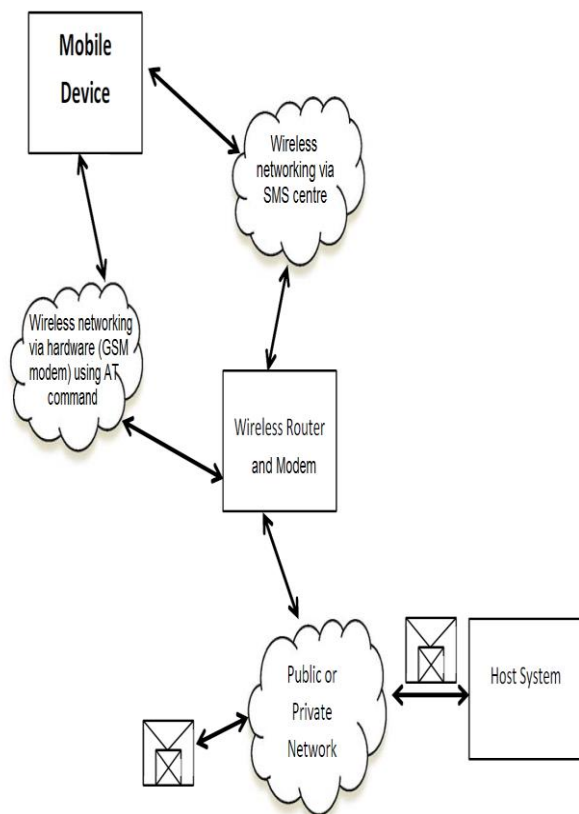 Mobile
Device
Wireless
networking via
SMS centre
Wireless networking
via hardware (GSM
modem) using AT
command
Wireless Router
and Modem
Public or
Private
Network
Host System